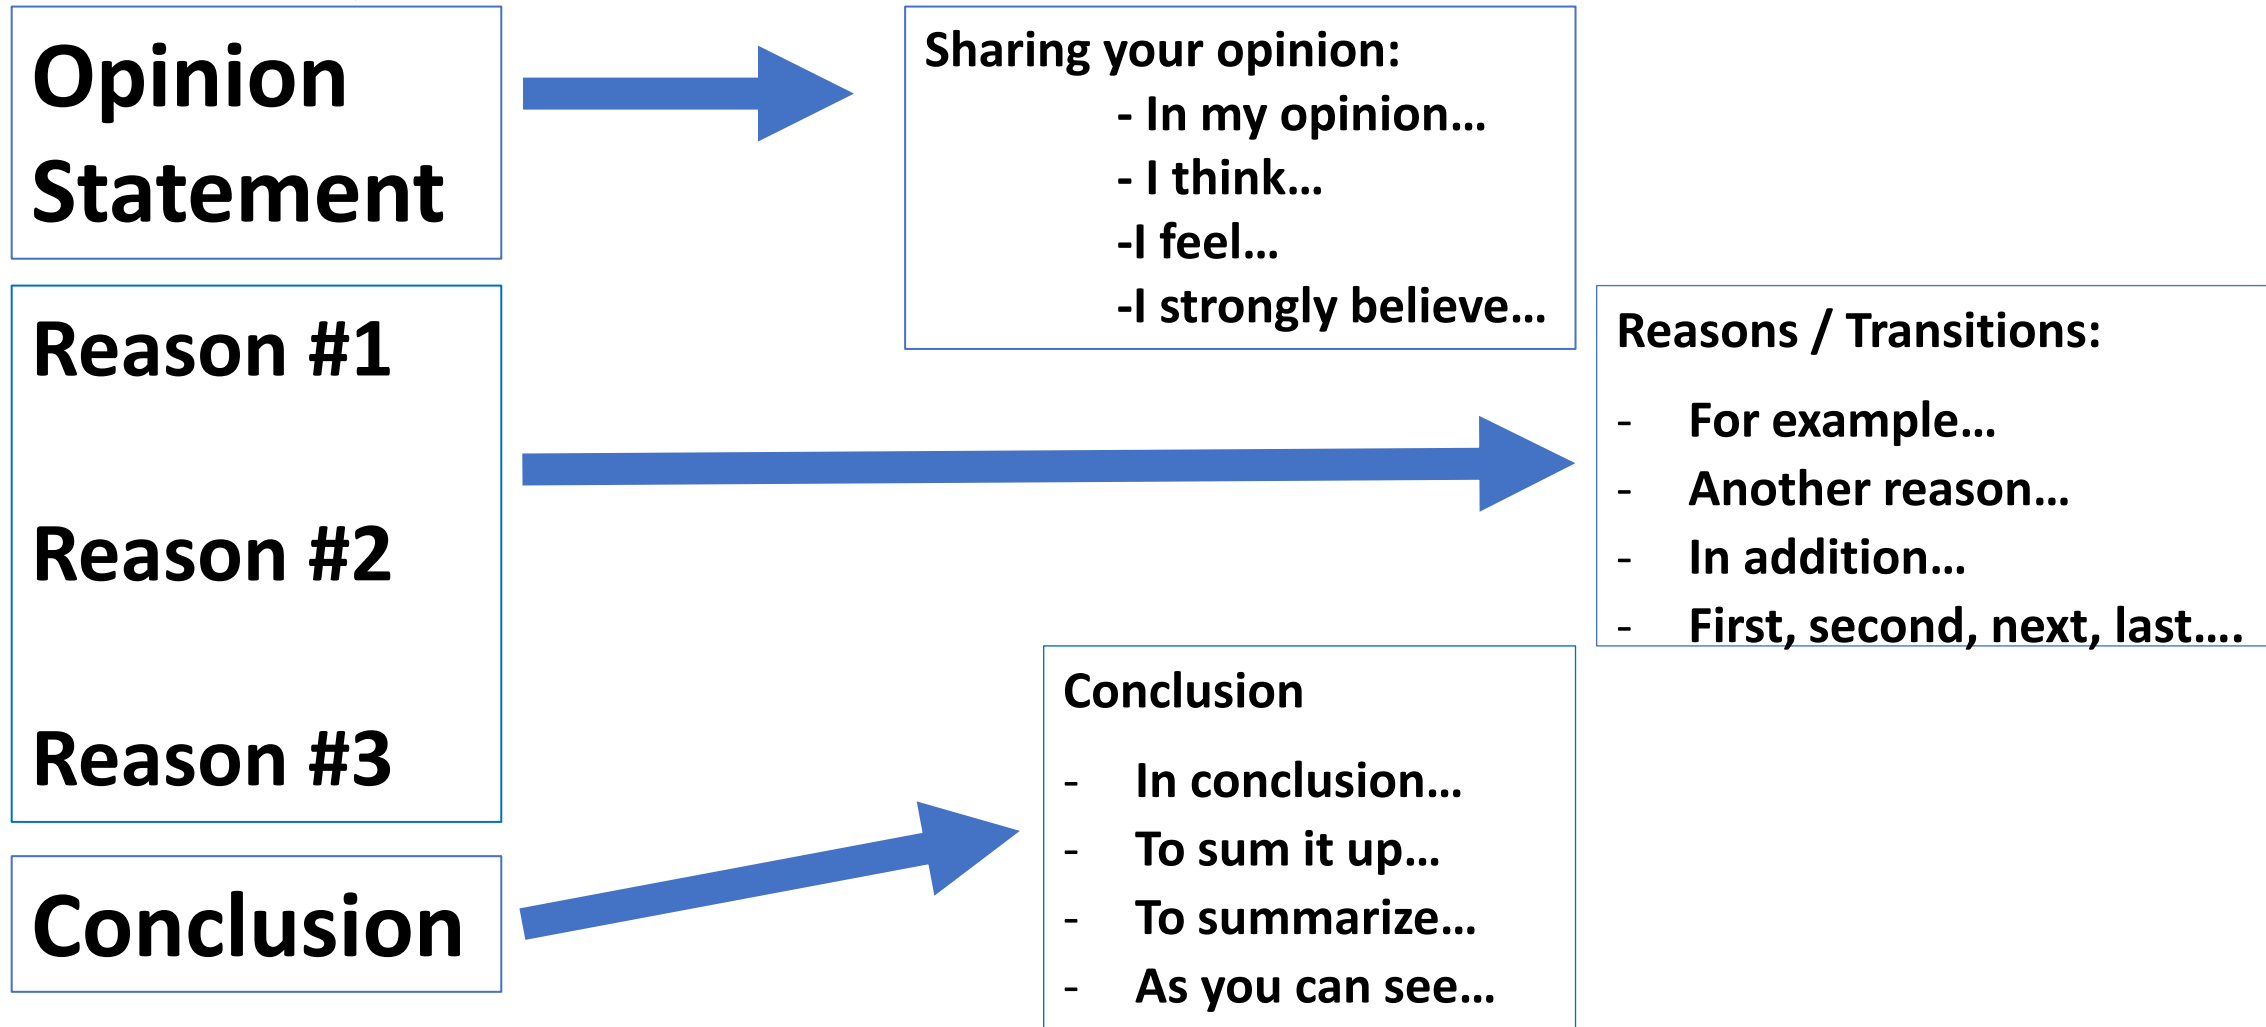 Opinion
Statement
Sharing your opinion:
- In my opinion…
- I think…
-I feel…
-I strongly believe…
Reason #1
Reason #2
Reason #3
Reasons / Transitions:
- For example…
- Another reason…
- In addition…
- First, second, next, last….
Conclusion
Conclusion
- In conclusion…
- To sum it up…
- To summarize…
- As you can see…